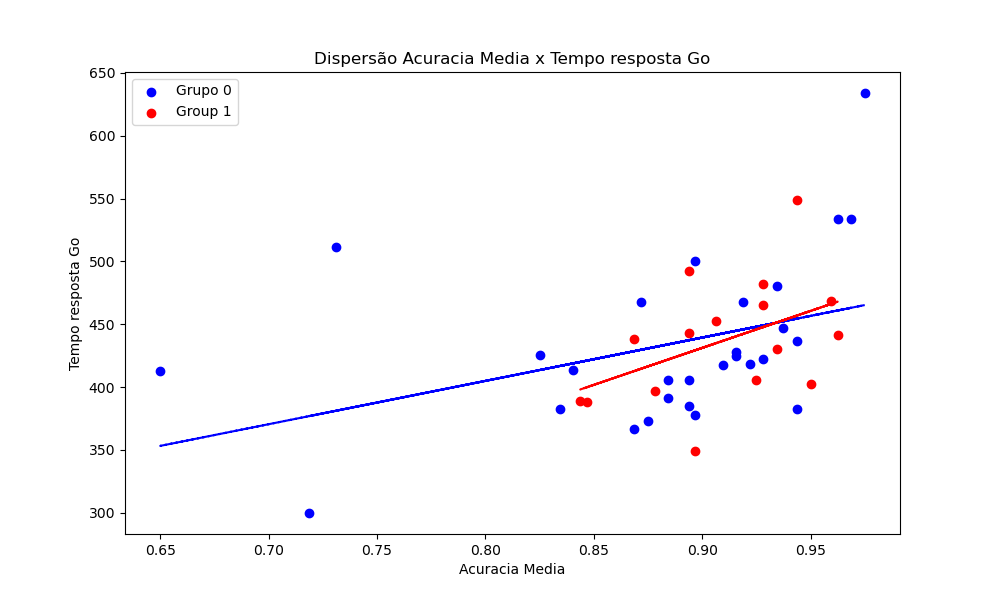 Dispersão Acuracia Media x Tempo resposta Go
Grupo 0
Group 1
Tempo resposta Go
650
600
550
500
450
400
350
300
0.65 0.70 0.75 0.80 0.85 0.90 0.95
Acuracia Media